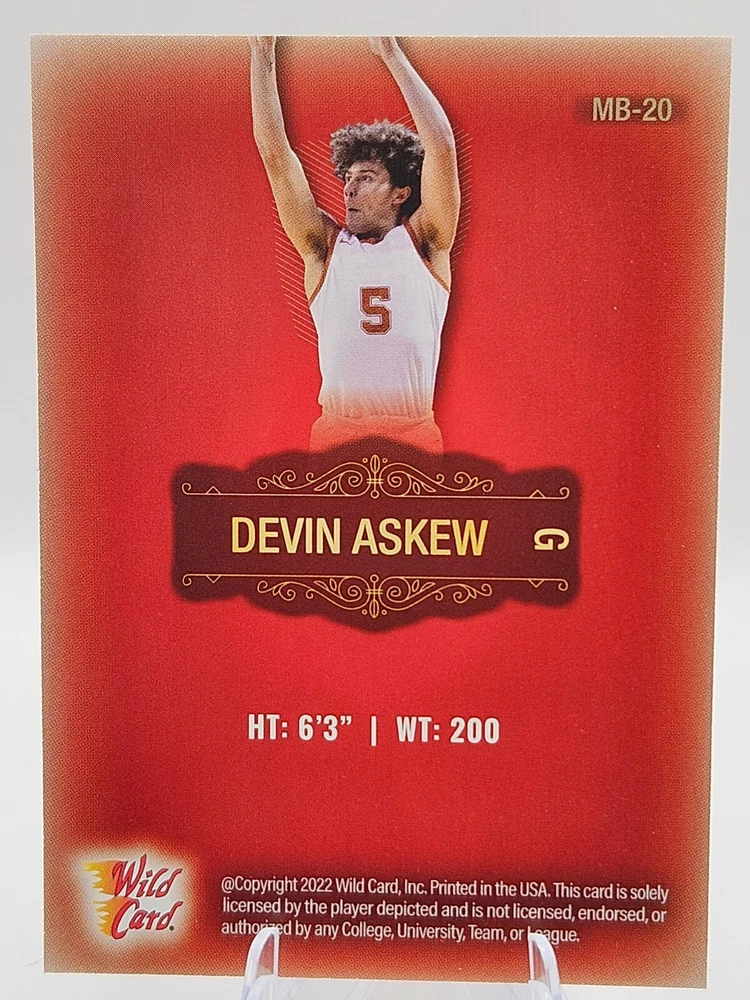 MB-20
5
DEVIN ASKEW G
HT: 6'3" | WT: 200
Wild
Card®
@Copyright 2022 Wild Card, Inc. Printed in the USA. This card is solely
licensed by the player depicted and is not licensed, endorsed, or
authorized by any College, University, Team, or League.